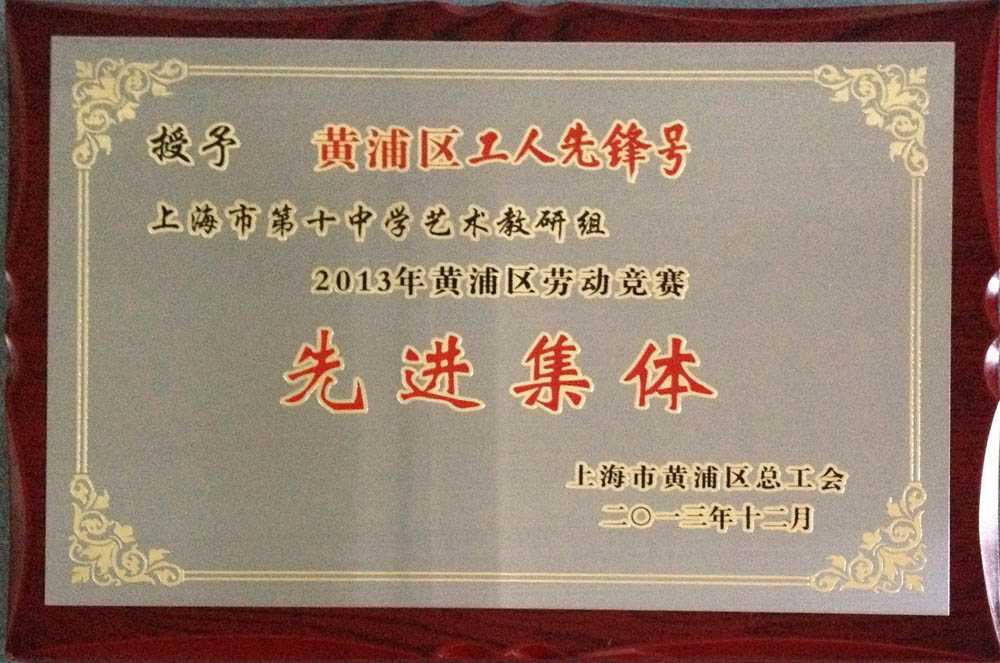 授予 黄浦区工人先锋号
上海市第十中学艺术教研组
2013年黄浦区劳动竞赛
先进集体
上海市黄浦区总工会
二〇一三年十二月